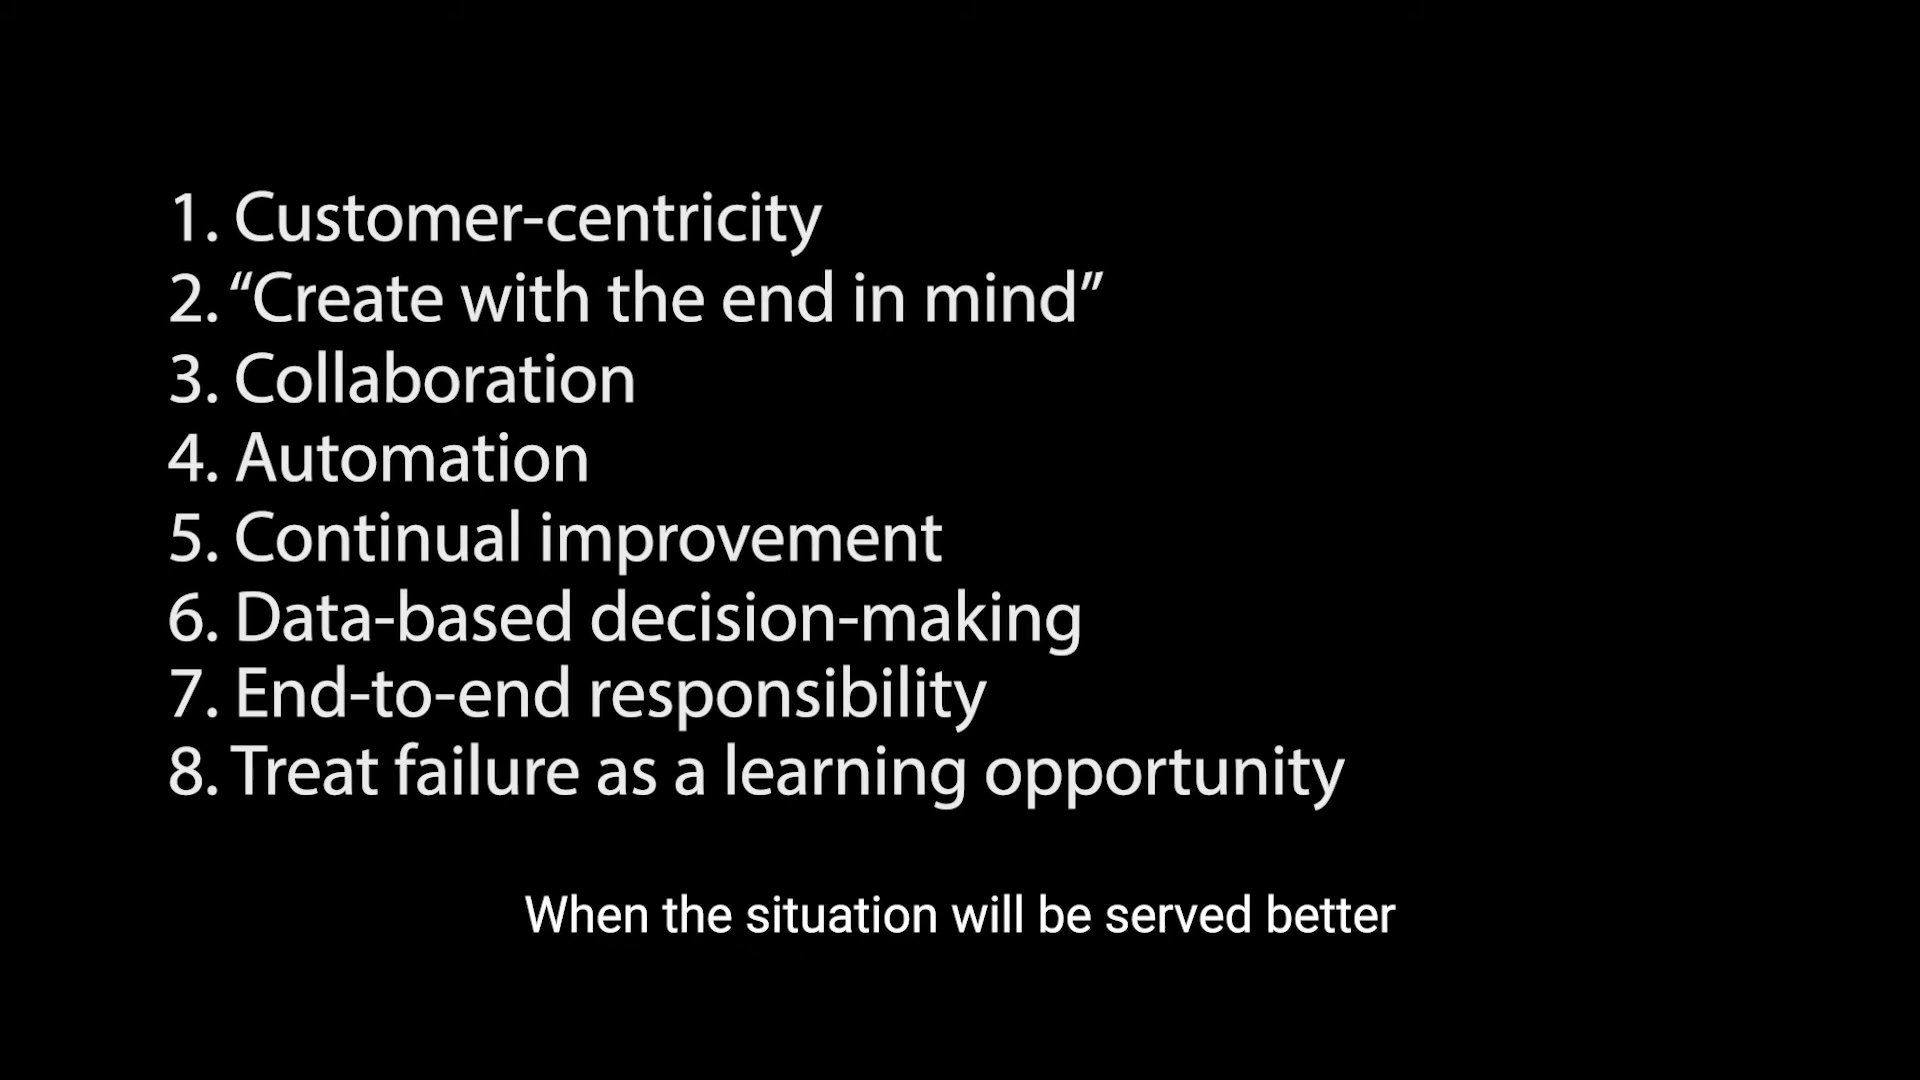 1. Customer-centricity
2. “Create with the end in mind”
3. Collaboration
4. Automation
5. Continual improvement
6. Data-based decision-making
7. End-to-end responsibility
8. Treat failure as a learning opportunity
When the situation will be served better